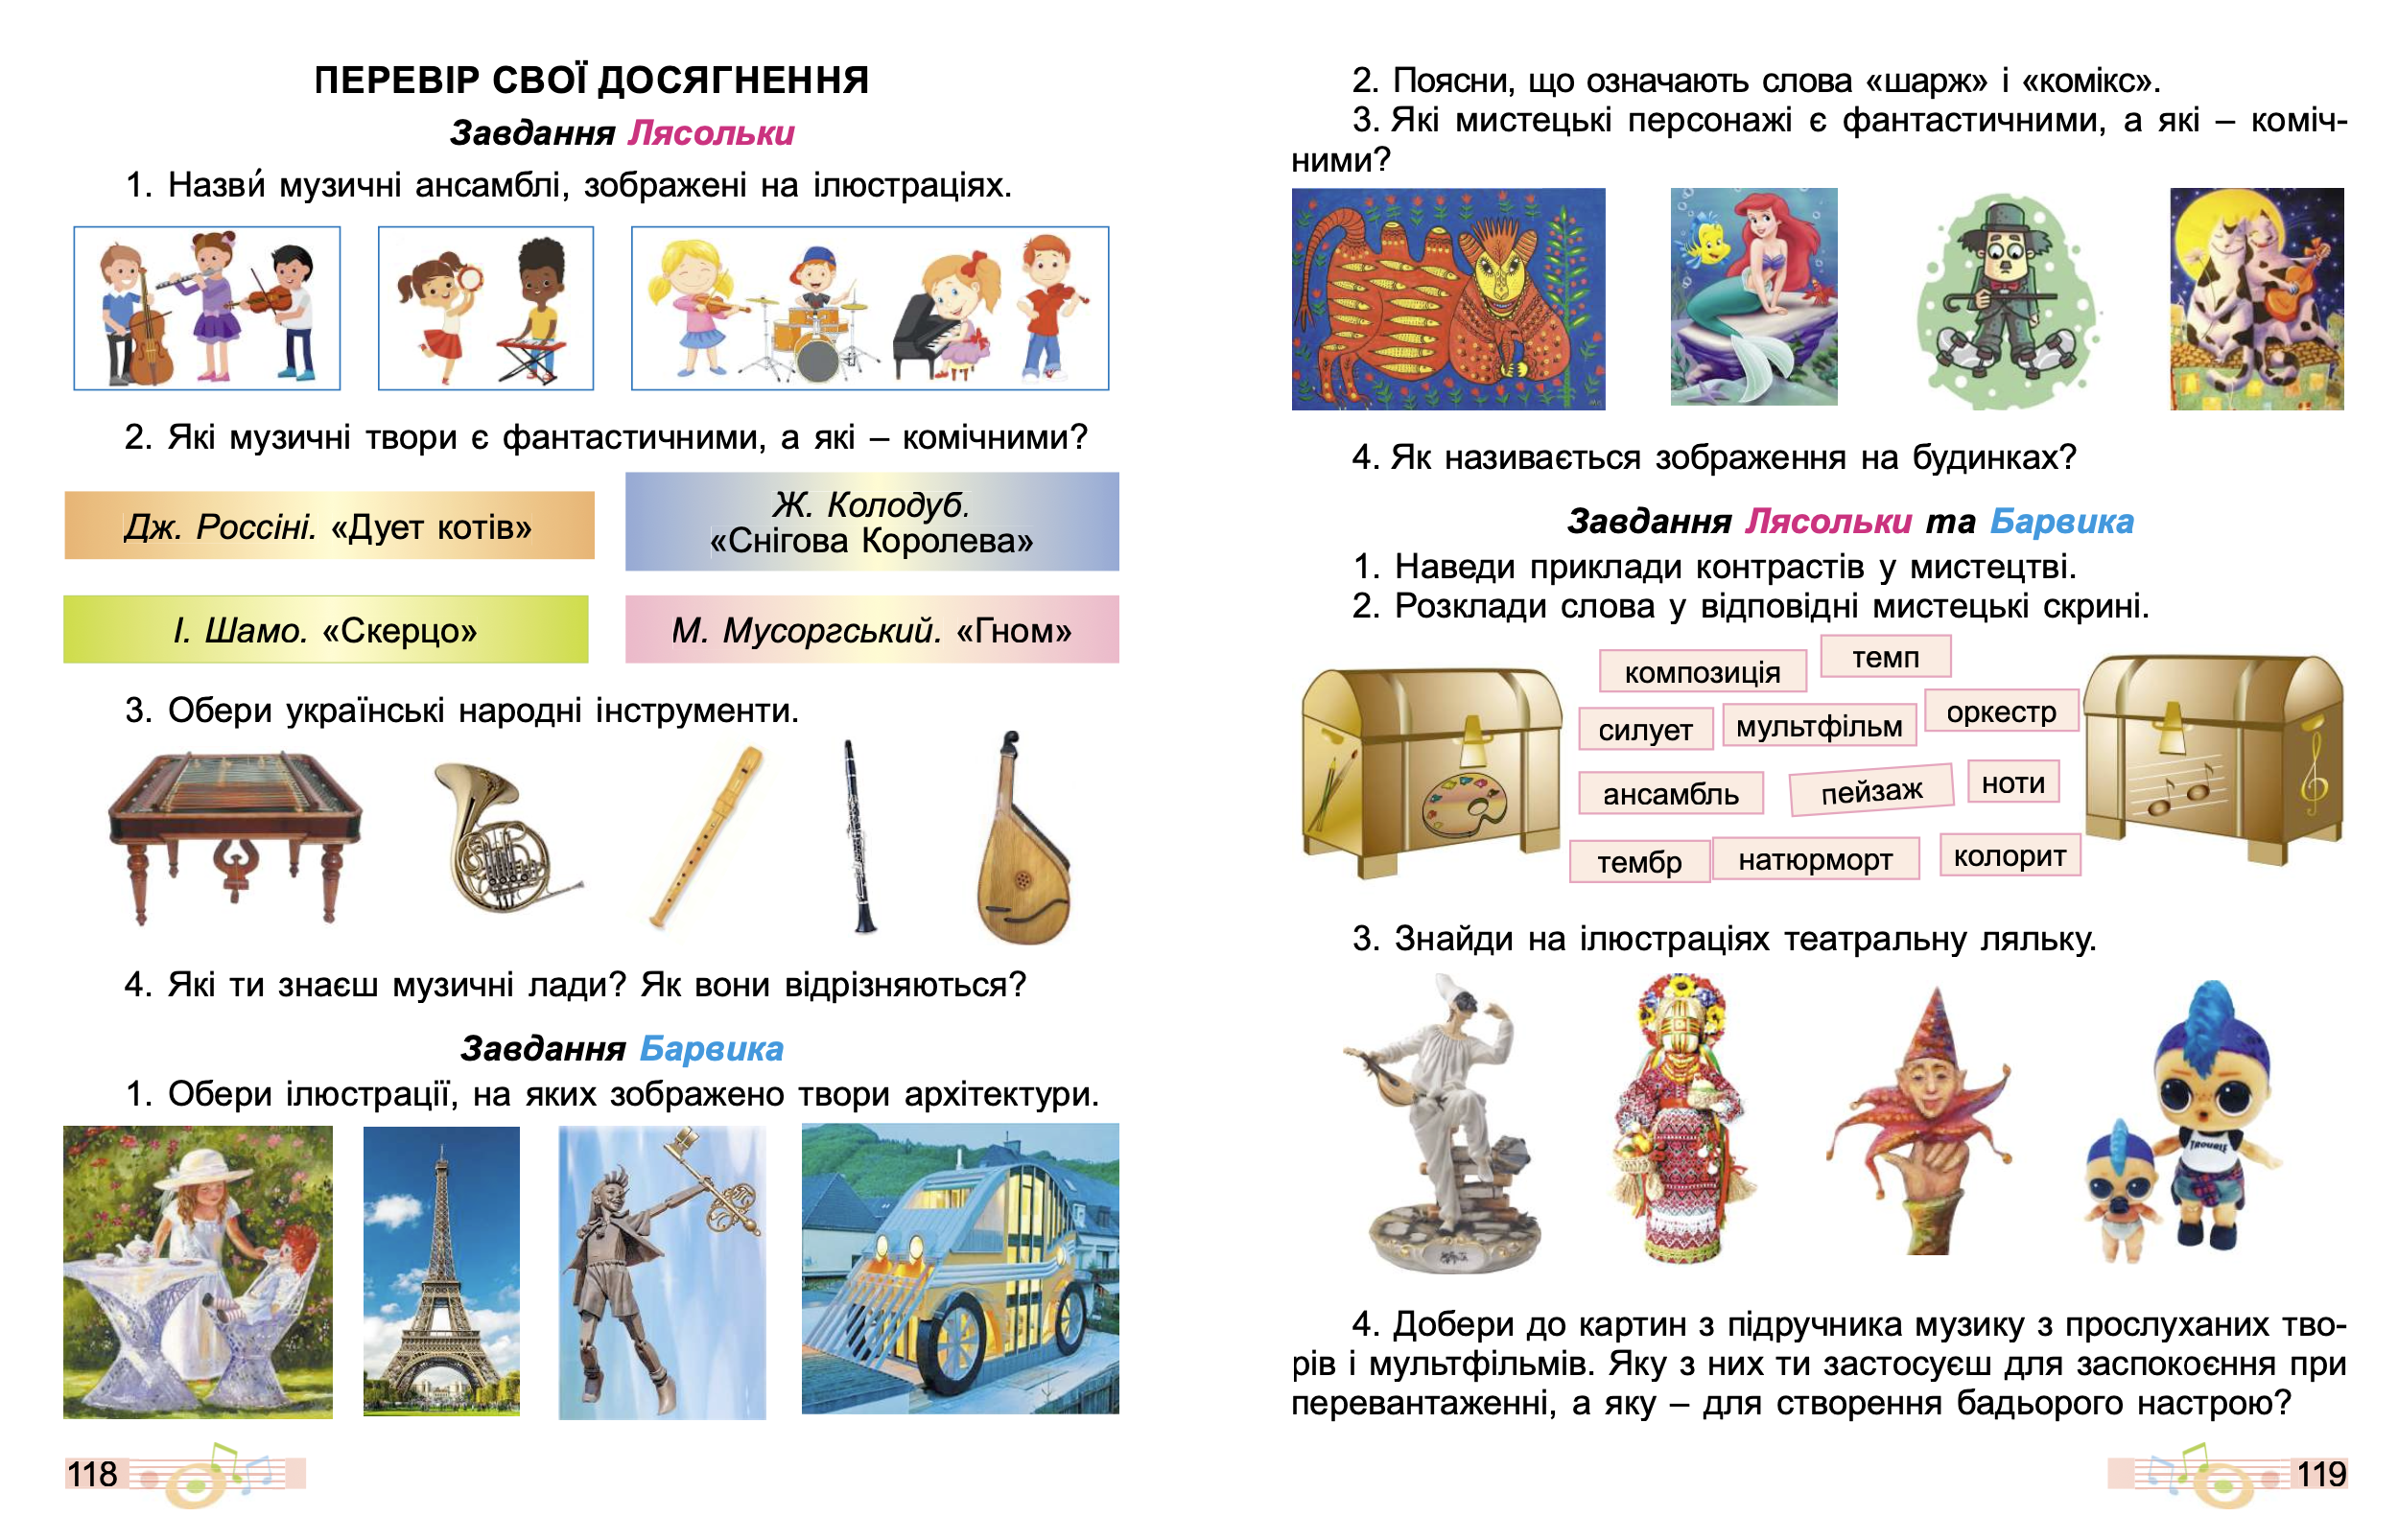 ПЕРЕВІР СВОЇ ДОСЯГНЕННЯ
Завдання Лясольки
1. Назви́ музичні ансамблі, зображені на ілюстраціях.
2. Які музичні твори є фантастичними, а які – комічними?
Дж. Россіні. «Дует котів»
Ж. Колодуб.
«Снігова Королева»
І. Шамо. «Скерцо»
М. Мусоргський. «Гном»
3. Обери українські народні інструменти.
4. Які ти знаєш музичні лади? Як вони відрізняються?
Завдання Барвика
1. Обери ілюстрації, на яких зображено твори архітектури.
118
2. Поясни, що означають слова «шарж» і «комікс».
3. Які мистецькі персонажі є фантастичними, а які – коміч-
ними?
4. Як називається зображення на будинках?
Завдання Лясольки та Барвика
1. Наведи приклади контрастів у мистецтві.
2. Розклади слова у відповідні мистецькі скрині.
композиція
темп
силует
мультфільм
оркестр
ансамбль
пейзаж
ноти
тембр
натюрморт
колорит
3. Знайди на ілюстраціях театральну ляльку.
TROUBLE
4. Добери до картин з підручника музику з прослуханих тво-
рів і мультфільмів. Яку з них ти застосуєш для заспокоєння при
перевантаженні, а яку – для створення бадьорого настрою?
119